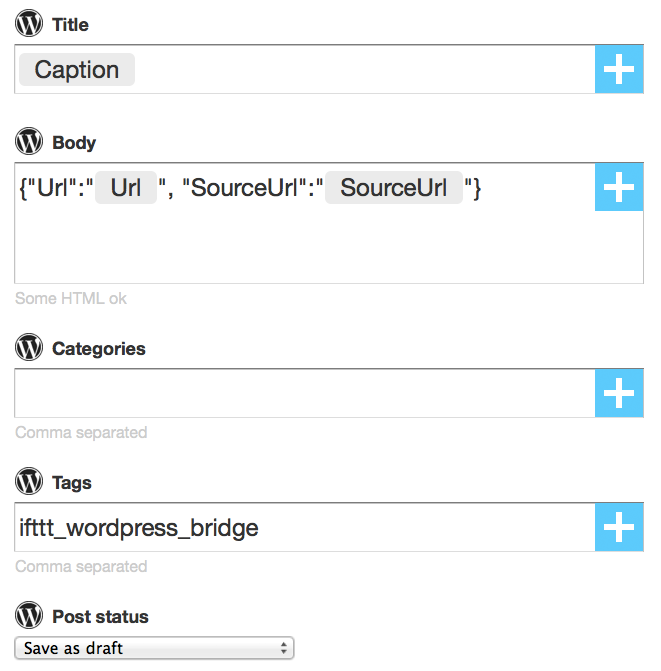 Title
Caption
Body
{"Url":" Url ", "SourceUrl":" SourceUrl "}
Some HTML ok
Categories
Comma separated
Tags
ifttt_wordpress_bridge
Comma separated
Post status
Save as draft